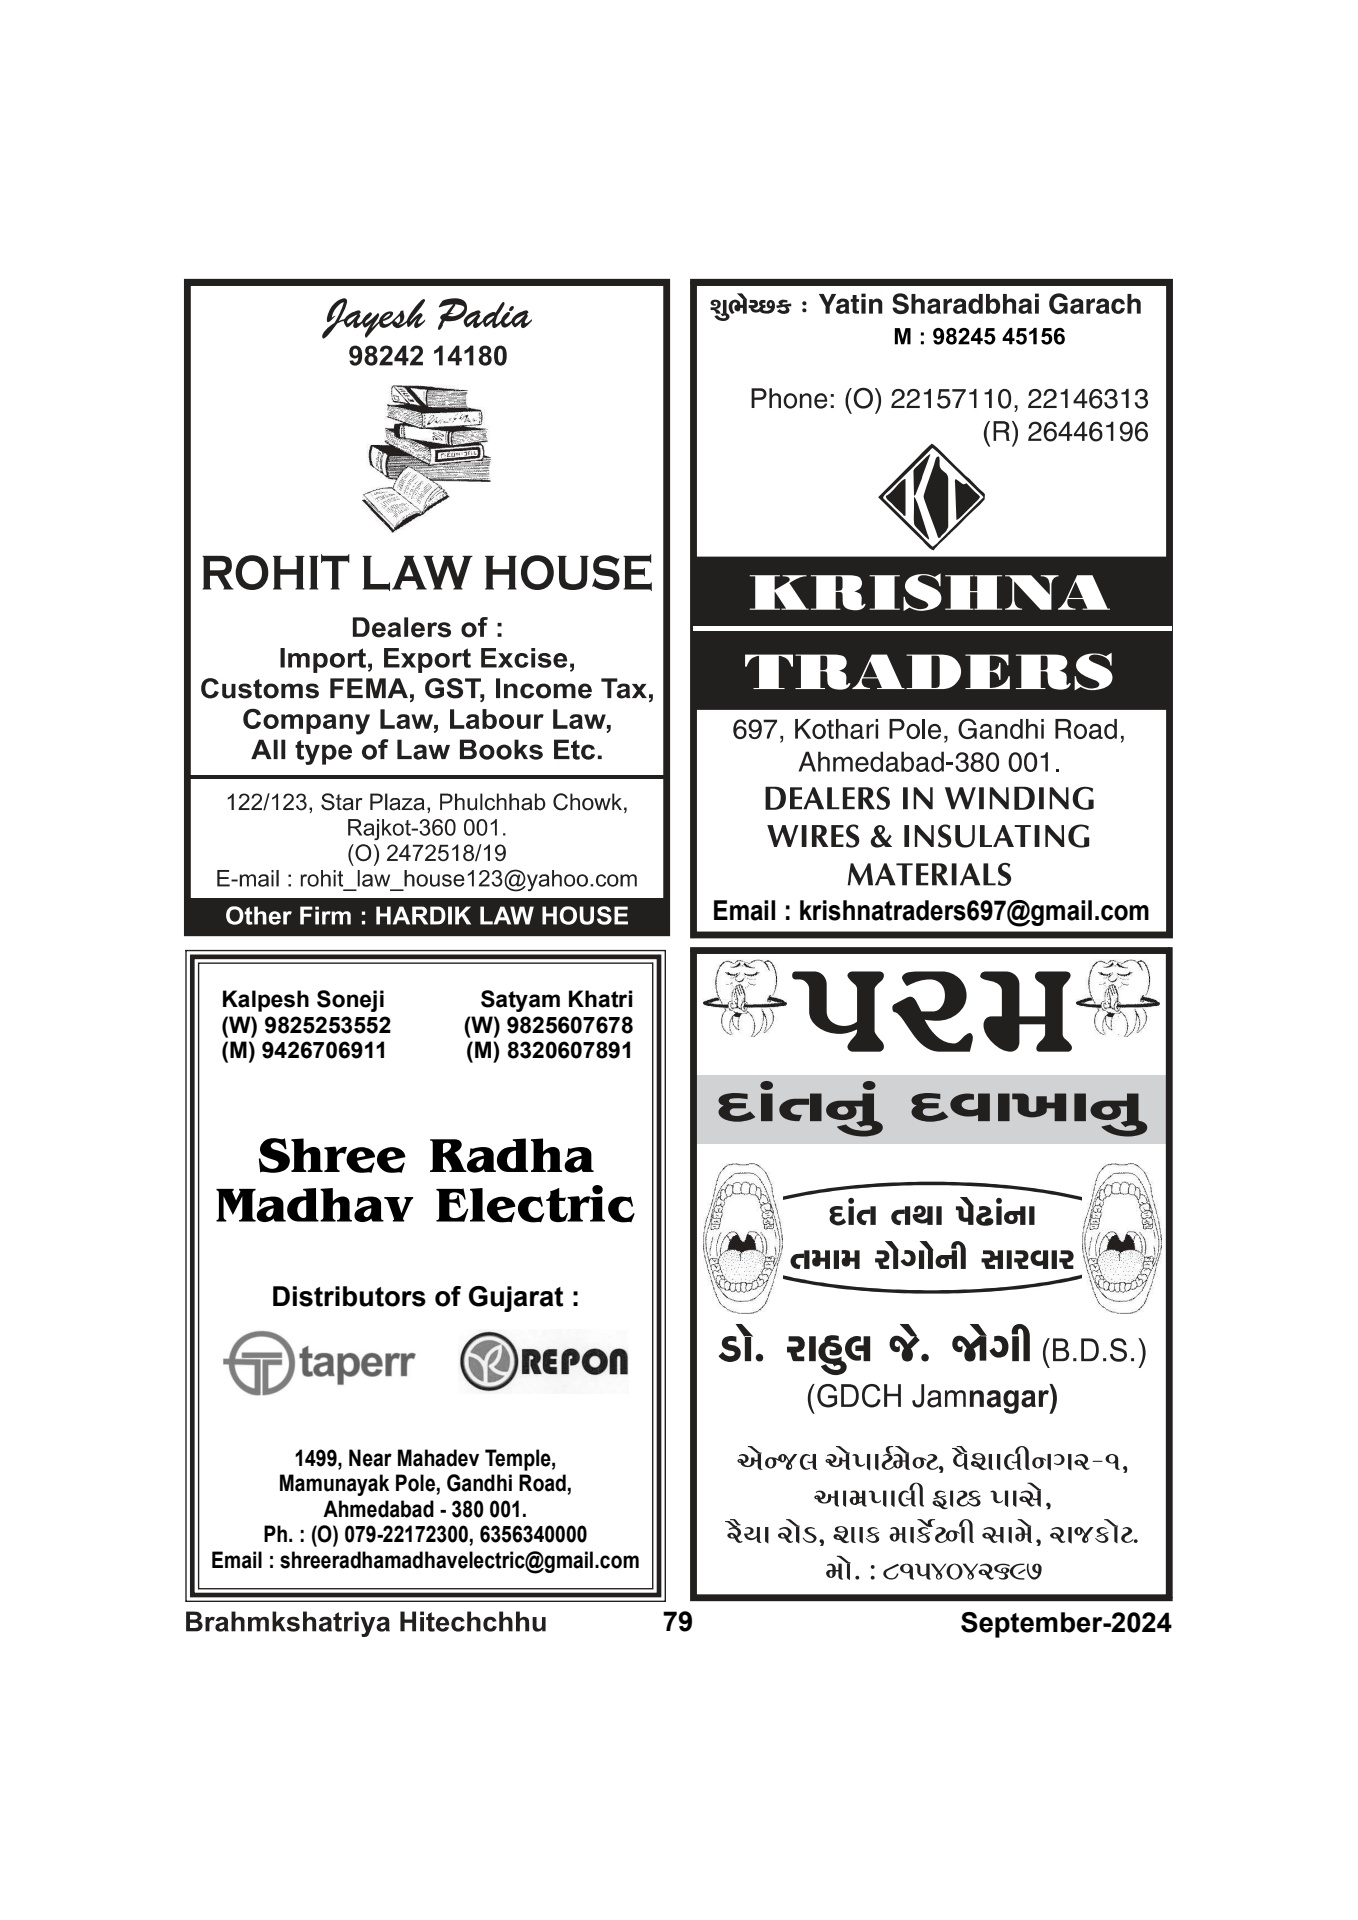 Jayesh Padia
98242 14180
ROHIT LAW HOUSE
Dealers of :
Import, Export Excise,
Customs FEMA, GST, Income Tax,
Company Law, Labour Law,
All type of Law Books Etc.
122/123, Star Plaza, Phulchhab Chowk,
Rajkot-360 001.
(O) 2472518/19
E-mail : rohit_law_house123@yahoo.com
Other Firm : HARDIK LAW HOUSE
શુભેચ્છક : Yatin Sharadbhai Garach
M : 98245 45156
Phone: (O) 22157110, 22146313
(R) 26446196
KT
KRISHNA
TRADERS
697, Kothari Pole, Gandhi Road,
Ahmedabad-380 001.
DEALERS IN WINDING
WIRES & INSULATING
MATERIALS
Email : krishnatraders697@gmail.com
Kalpesh Soneji
(W) 9825253552
(M) 9426706911
Satyam Khatri
(W) 9825607678
(M) 8320607891
Shree Radha
Madhav Electric
Distributors of Gujarat :
taperr
REPON
1499, Near Mahadev Temple,
Mamunayak Pole, Gandhi Road,
Ahmedabad - 380 001.
Ph. : (O) 079-22172300, 6356340000
Email : shreeradhamadhavelectric@gmail.com
પરમ
દાંતનું દવાખાનુ
દાંત તથા પેઢાંના
તમામ રોગોની સારવાર
ડો. રાહુલ જે. જોગી (B.D.S.)
(GDCH Jamnagar)
એન્જલ એપાર્ટમેન્ટ, વૈશાલીનગર-૧,
આમ્રપાલી ફાટક પાસે,
રૈયા રોડ, શાક માર્કેટની સામે, રાજકોટ.
મો. : ૮૧૫૪૦૪૨૬૯૭
Brahmkshatriya Hitechchhu
79
September-2024